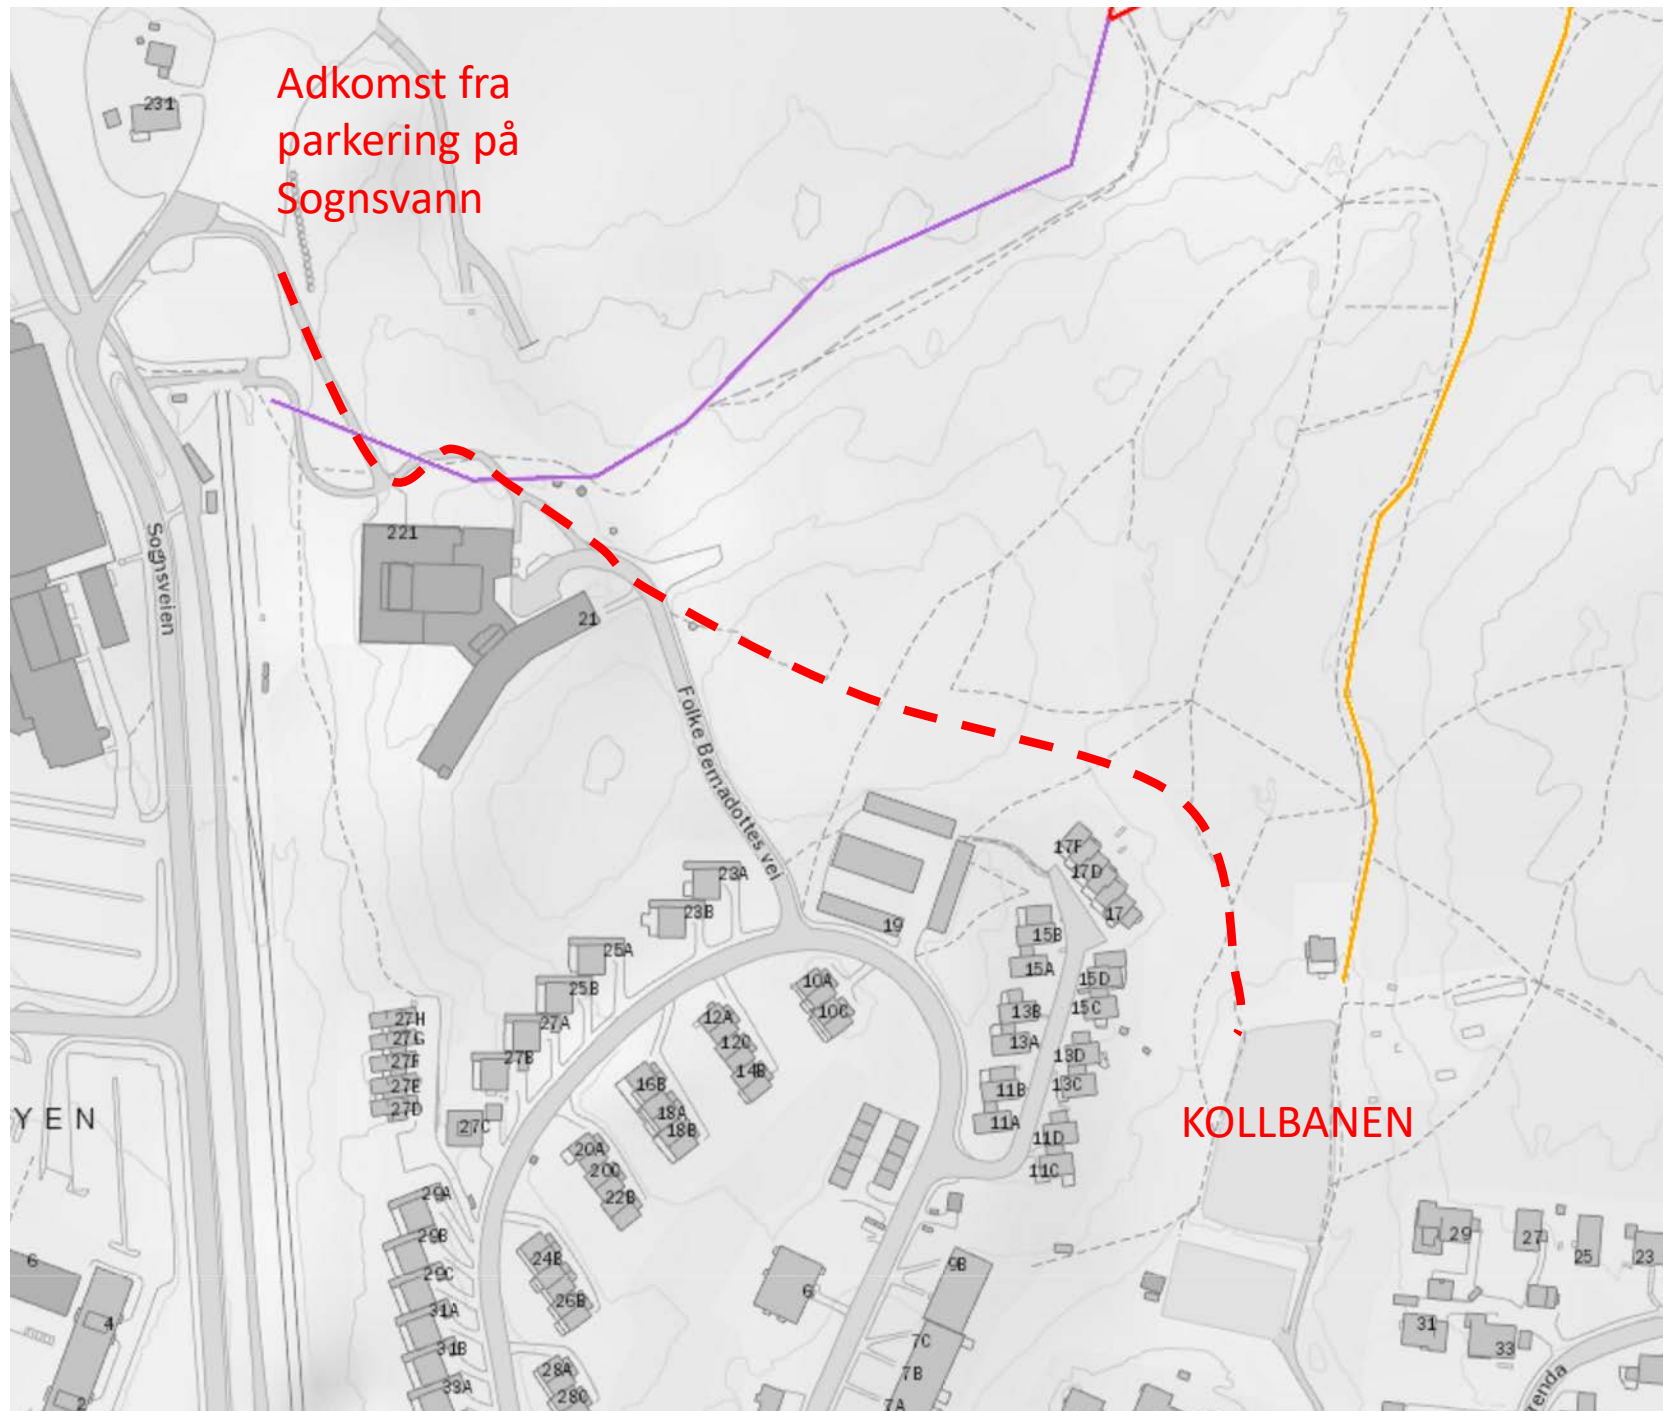 Adkomst fra
parkering på
Sognsvann
231
221
21
Sognsveien
Folke Bernadottes vei
23A
23B
25A
25B
27A
27B
27C
27H
27G
27F
27E
27D
19
17F
17D
17
15B
15A
15D
15C
13B
13A
13D
13C
11B
11A
11D
11C
10A
10C
12A
12C
14B
16B
18A
18B
20A
20C
22B
24B
26B
28A
28C
29A
29B
29C
31A
31B
33A
YEN
6
4
2
6
9B
7C
7B
7A
KOLLBANEN
29
27
25
23
31
33
renda